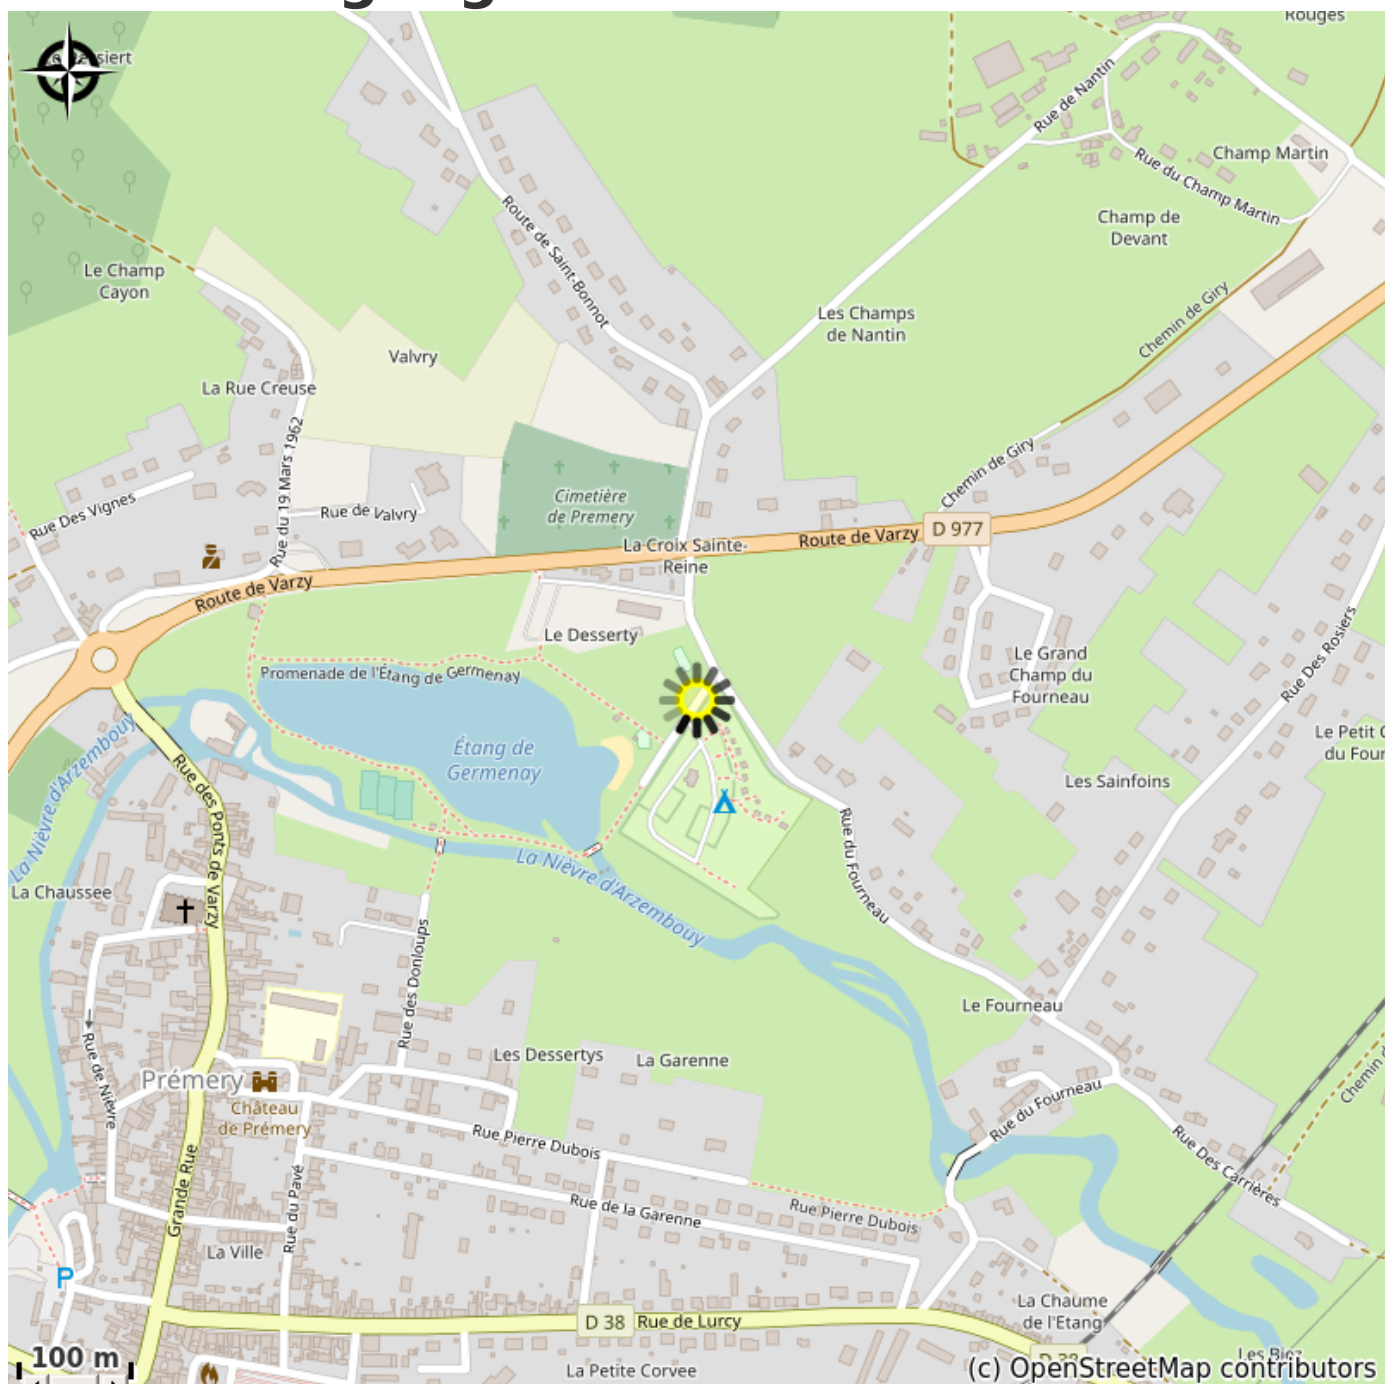 Rouges
Rue de Nantin
Champ Martin
Rue du Champ Martin
Champ de
Devant
Route de Saint-Bonnot
Le Champ
Cayon
Les Champs
de Nantin
Chemin de Giry
Valvry
La Rue Creuse
Rue du 19 Mars 1962
Chemin de Giry
Rue Des Vignes
Rue de Valvry
Cimetière
de Premery
D 977
Route de Varzy
La Croix Sainte-
Reine
Route de Varzy
Le Desserty
Rue Des Rosiers
Le Grand
Champ du
Fourneau
Promenade de l'Étang de Germenay
La Nièvre d'Arzembouy
Étang de
Germenay
Le Petit
du Four
Les Sainfoins
Rue des Ponts de Varzy
Rue du Fourneau
La Nièvre d'Arzembouy
La Chaussee
Rue des Donloups
Le Fourneau
Rue de Nièvre
Les Dessertys
La Garenne
Prémery
Château
de Prémery
Chemin
Rue du Fourneau
Rue Pierre Dubois
Rue Des Carrières
Grande Rue
Rue du Pavé
Rue de la Garenne
Rue Pierre Dubois
La Ville
P
La Chaume
de l'Etang
D 38
Rue de Lurcy
D 38
Les Biez
100 m
La Petite Corvee
(c) OpenStreetMap contributors